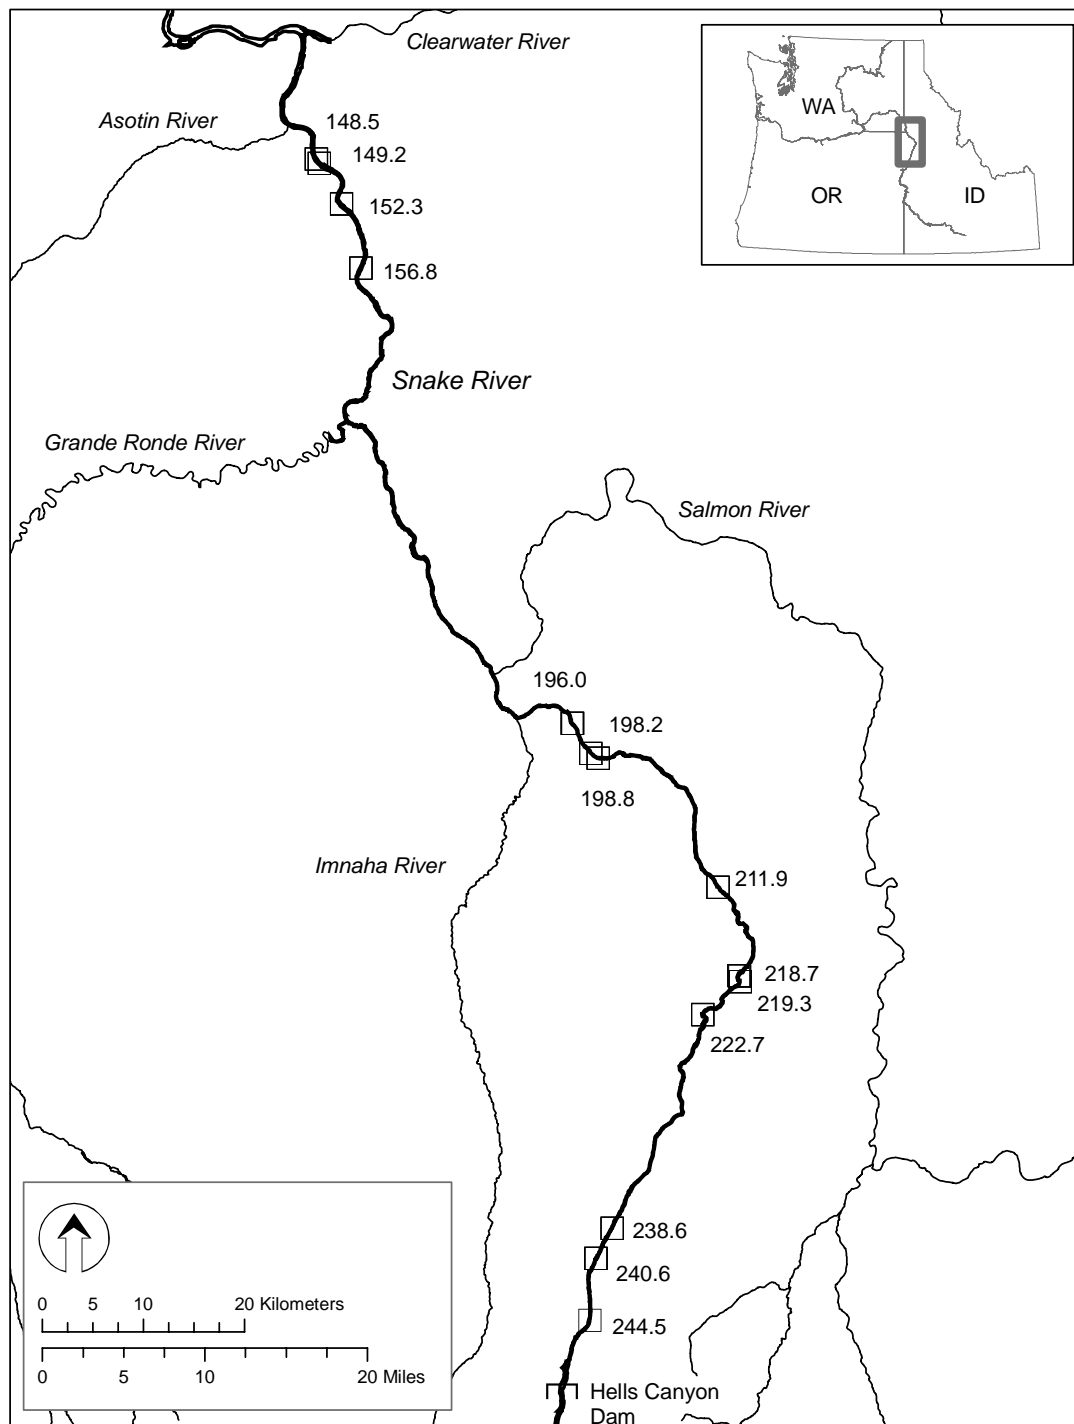 Clearwater River
Asotin River
148.5
149.2
152.3
156.8
WA
OR
ID
Snake River
Grande Ronde River
Salmon River
196.0
198.2
198.8
Imnaha River
211.9
218.7
219.3
222.7
238.6
240.6
244.5
0 5 10 20 Kilometers
0 5 10 20 Miles
Hells Canyon
Dam